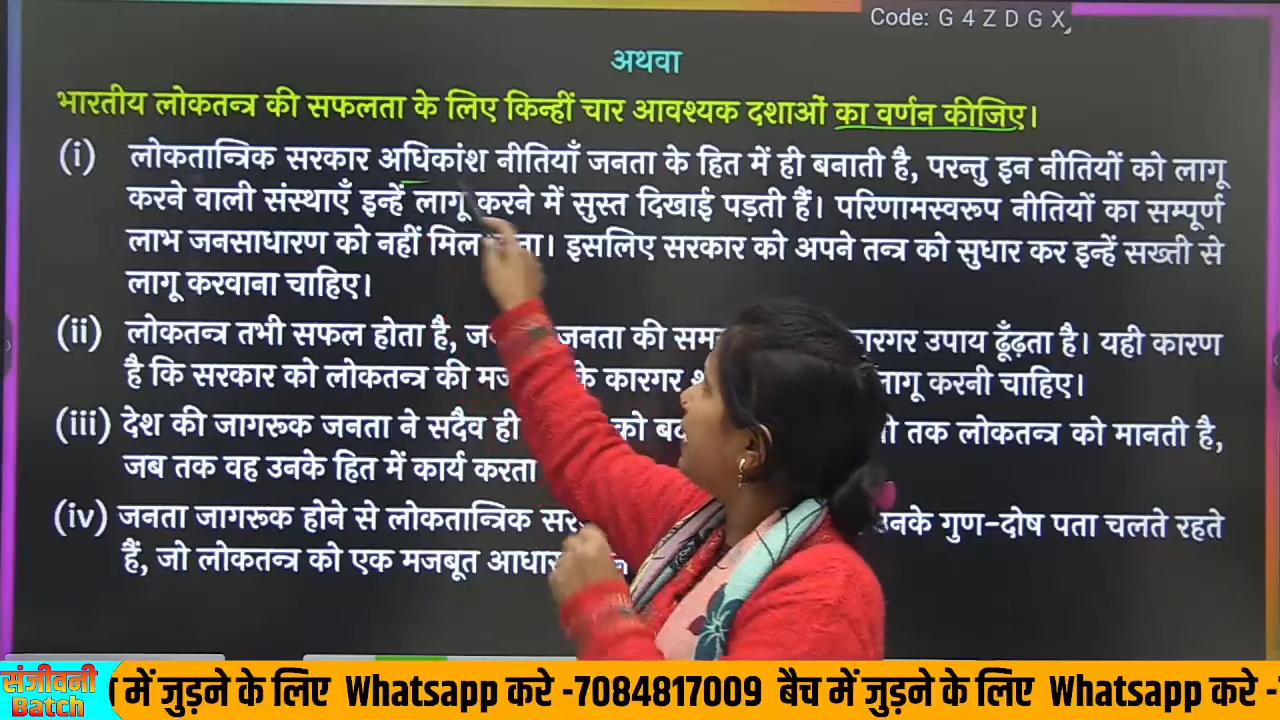 Code: G 4 Z D G X
अथवा
भारतीय लोकतन्त्र की सफलता के लिए किन्हीं चार आवश्यक दशाओं का वर्णन कीजिए।
(i) लोकतान्त्रिक सरकार अधिकांश नीतियाँ जनता के हित में ही बनाती है, परन्तु इन नीतियों को लागू
करने वाली संस्थाएँ इन्हें लागू करने में सुस्त दिखाई पड़ती हैं। परिणामस्वरूप नीतियों का सम्पूर्ण
लाभ जनसाधारण को नहीं मिल इसलिए सरकार को अपने तन्त्र को सुधार कर इन्हें सख्ती से
लागू करवाना चाहिए।
(ii) लोकतन्त्र तभी सफल होता है, जनता की उपाय ढूँढ़ता है। यही कारण
है कि सरकार को लोकतन्त्र की के कारगर लागू करनी चाहिए।
(iii) देश की जागरूक जनता ने सदैव ही को तक लोकतन्त्र को मानती है,
जब तक वह उनके हित में कार्य करता
(iv) जनता जागरूक होने से लोकतान्त्रिक उनके गुण-दोष पता चलते रहते
हैं, जो लोकतन्त्र को एक मजबूत
संजीवनी
Batch
में जुड़ने के लिए Whatsapp करे -7084817009 बैच में जुड़ने के लिए Whatsapp करे -